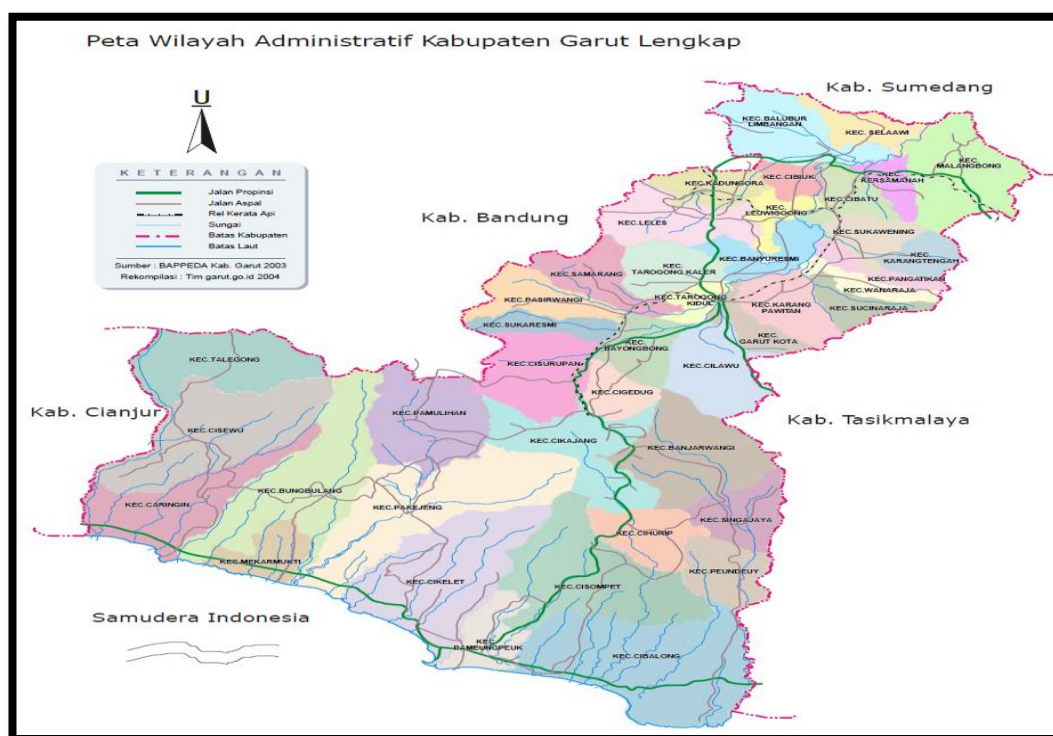 Peta Wilayah Administratif Kabupaten Garut Lengkap
U
KETERANGAN
Jalan Propinsi
Jalan Aspal
Rel Kerata Api
Sungai
Batas Kabupaten
Batas Laut
Sumber : BAPPEDA Kab. Garut 2003
Rekompilasi : Tim garut.go.id 2004
Kab. Sumedang
Kab. Bandung
Kab. Cianjur
Kab. Tasikmalaya
Samudera Indonesia
KEC.BALUBUR
LIMBANGAN
KEC. SELAAWI
KEC.
MALANGBONG
KEC.
KERSAMANAH
KEC.CIBIUK
KEC.KADUNGORA
KEC.CIBATU
KEC.
LEUWIGOONG
KEC.LELES
KEC.SUKAWENING
KEC.
KARANGTENGAH
KEC.BANYURESMI
KEC.
TAROGONG.KALER
KEC.SAMARANG
KEC.PANGATIKAN
KEC.WANARAJA
KEC.PASIRWANGI
KEC.TAROGONG
KIDUL
KEC.KARANG
PAWITAN
KEC.SUCINARAJA
KEC.SUKARESMI
KEC.
GARUT KOTA
KEC.
BAYONGBONG
KEC.CISURUPAN
KEC.CILAWU
KEC.CIGEDUG
KEC.TALEGONG
KEC.PAMULIHAN
KEC.CISEWU
KEC.CIKAJANG
KEC.BANJARWANGI
KEC.BUNGBULANG
KEC.CARINGIN
KEC.PAKEJENG
KEC.SINGAJAYA
KEC.CIHURIP
KEC.MEKARMUKTI
KEC.PEUNDEUY
KEC.CIKELET
KEC.CISOMPET
KEC.
PAMEUNGPEUK
KEC.CIBALONG